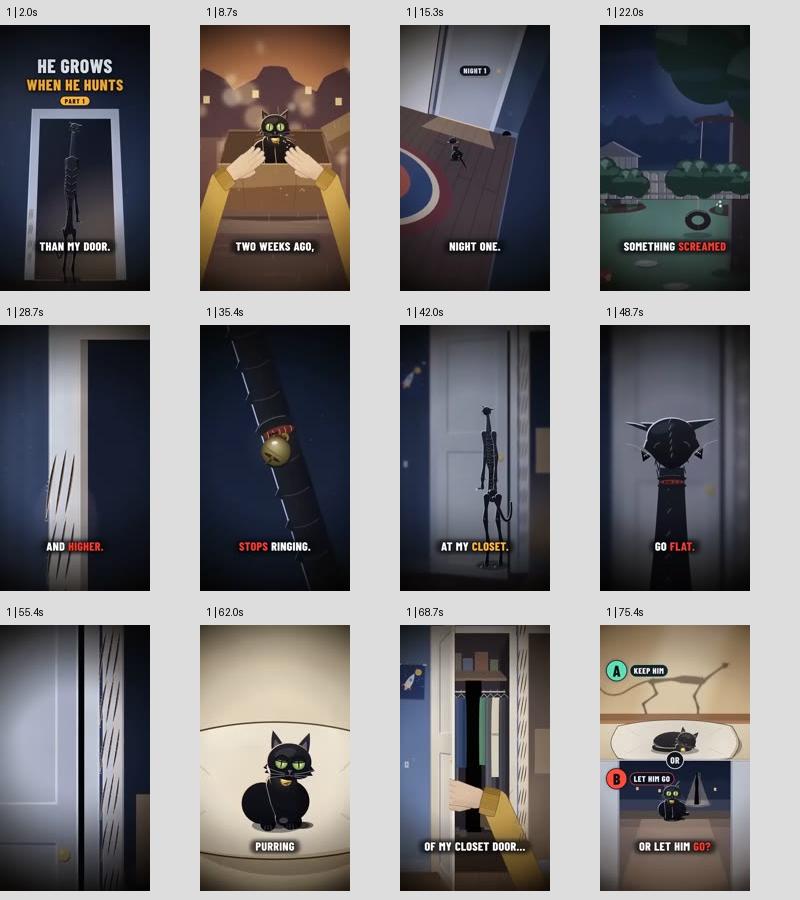 1 | 2.0s
HE GROWS
WHEN HE HUNTS
PART 1
THAN MY DOOR.
1 | 8.7s
TWO WEEKS AGO,
1 | 15.3s
NIGHT 1
NIGHT ONE.
1 | 22.0s
SOMETHING SCREAMED
1 | 28.7s
AND HIGHER.
1 | 35.4s
STOPS RINGING.
1 | 42.0s
AT MY CLOSET.
1 | 48.7s
GO FLAT.
1 | 55.4s
1 | 62.0s
PURRING
1 | 68.7s
OF MY CLOSET DOOR...
1 | 75.4s
A KEEP HIM
OR
B LET HIM GO
OR LET HIM GO?